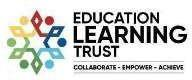 EDUCATION
LEARNING
TRUST
COLLABORATE - EMPOWER - ACHIEVE